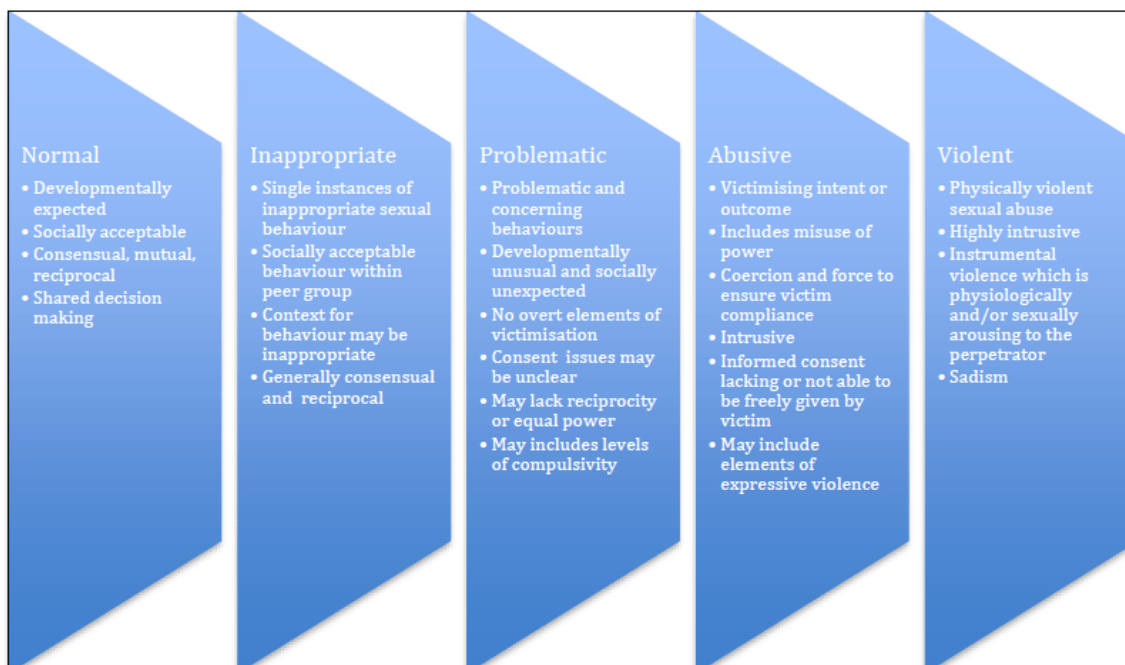 Normal
• Developmentally
expected
• Socially acceptable
• Consensual, mutual,
reciprocal
• Shared decision
making
Inappropriate
• Single instances of
inappropriate sexual
behaviour
• Socially acceptable
behaviour within
peer group
• Context for
behaviour may be
inappropriate
• Generally consensual
and reciprocal
Problematic
• Problematic and
concerning
behaviours
• Developmentally
unusual and socially
unexpected
• No overt elements of
victimisation
• Consent issues may
be unclear
• May lack reciprocity
or equal power
• May includes levels
of compulsivity
Abusive
• Victimising intent or
outcome
• Includes misuse of
power
• Coercion and force to
ensure victim
compliance
• Intrusive
• Informed consent
lacking or not able to
be freely given by
victim
• May include
elements of
expressive violence
Violent
• Physically violent
sexual abuse
• Highly intrusive
• Instrumental
violence which is
physiologically
and/or sexually
arousing to the
perpetrator
• Sadism